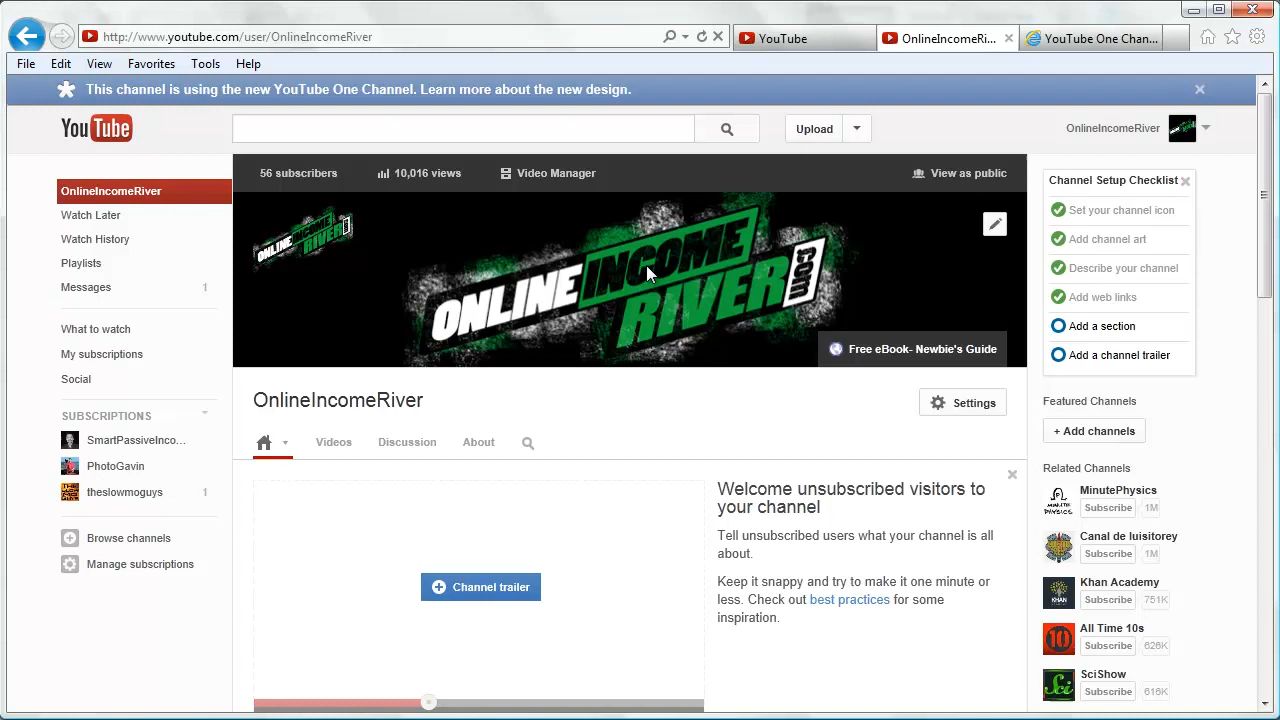 http://www.youtube.com/user/OnlineIncomeRiver
YouTube
OnlineIncomeRi...
YouTube One Chan...
File Edit View Favorites Tools Help
This channel is using the new YouTube One Channel. Learn more about the new design.
YouTube
Upload
OnlineIncomeRiver
OnlineIncomeRiver
Watch Later
Watch History
Playlists
Messages 1
What to watch
My subscriptions
Social
SUBSCRIPTIONS
SmartPassiveInco...
PhotoGavin
theslowmoguys 1
Browse channels
Manage subscriptions
56 subscribers 10,016 views Video Manager View as public
ONLINE INCOME RIVER
ONLINE INCOME
RIVER .com
Free eBook- Newbie's Guide
OnlineIncomeRiver
Settings
Videos Discussion About
Channel trailer
Welcome unsubscribed visitors to
your channel
Tell unsubscribed users what your channel is all
about.
Keep it snappy and try to make it one minute or
less. Check out best practices for some
inspiration.
Channel Setup Checklist
Set your channel icon
Add channel art
Describe your channel
Add web links
Add a section
Add a channel trailer
Featured Channels
+ Add channels
Related Channels
MinutePhysics
Subscribe 1M
Canal de luisitorey
Subscribe 1M
Khan Academy
Subscribe 751K
All Time 10s
Subscribe 626K
SciShow
Subscribe 616K